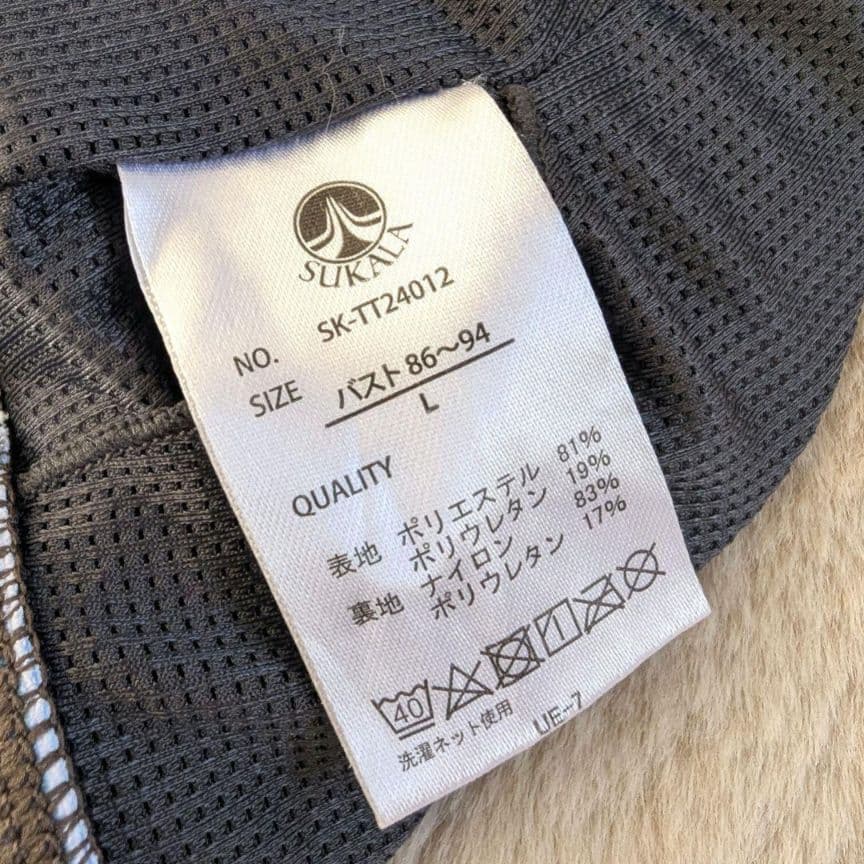 SUKALA
NO. SK-TT24012
SIZE バスト 86～94
L
QUALITY
表地 ポリエステル 81%
ポリウレタン 19%
裏地 ナイロン 83%
ポリウレタン 17%
40
洗濯ネット使用
UE-7